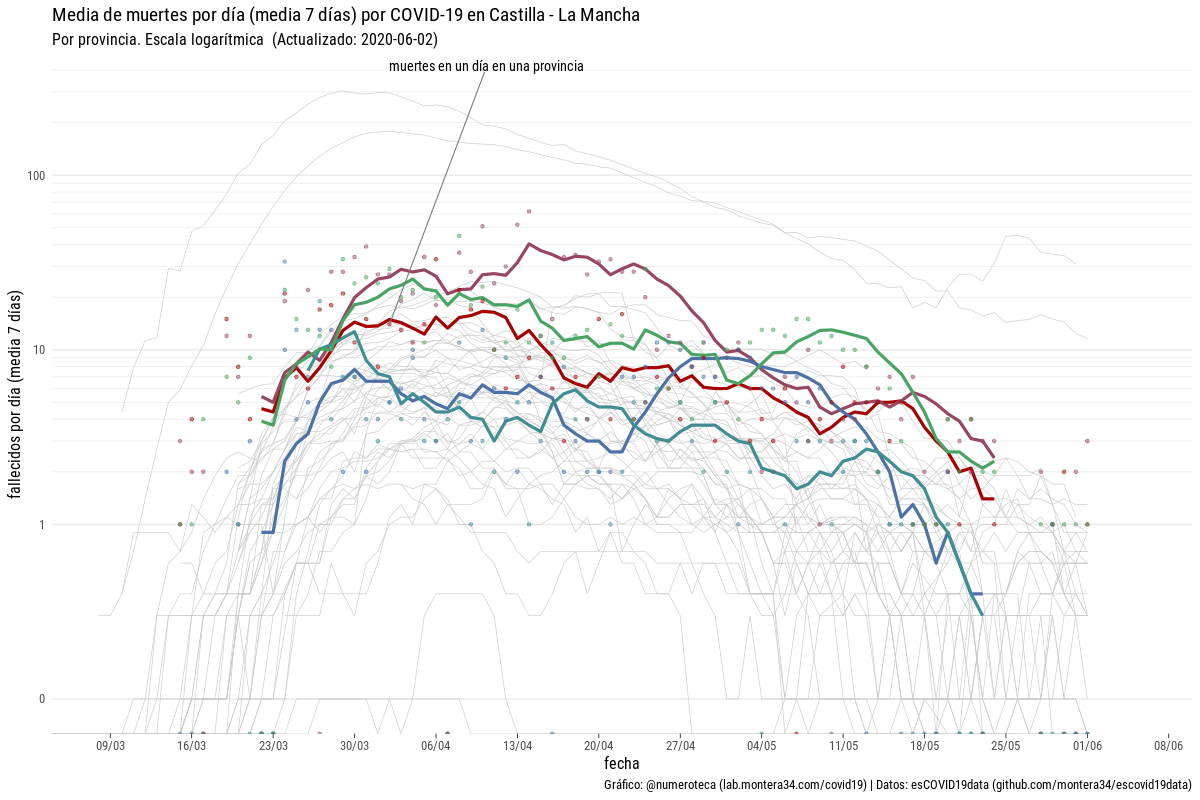 Media de muertes por día (media 7 días) por COVID-19 en Castilla - La Mancha
Por provincia. Escala logarítmica (Actualizado: 2020-06-02)
muertes en un día en una provincia
100
10
1
0
fallecidos por día (media 7 días)
09/03 16/03 23/03 30/03 06/04 13/04 20/04 27/04 04/05 11/05 18/05 25/05 01/06 08/06
fecha
Gráfico: @numeroteca (lab.montera34.com/covid19) | Datos: esCOVID19data (github.com/montera34/escovid19data)